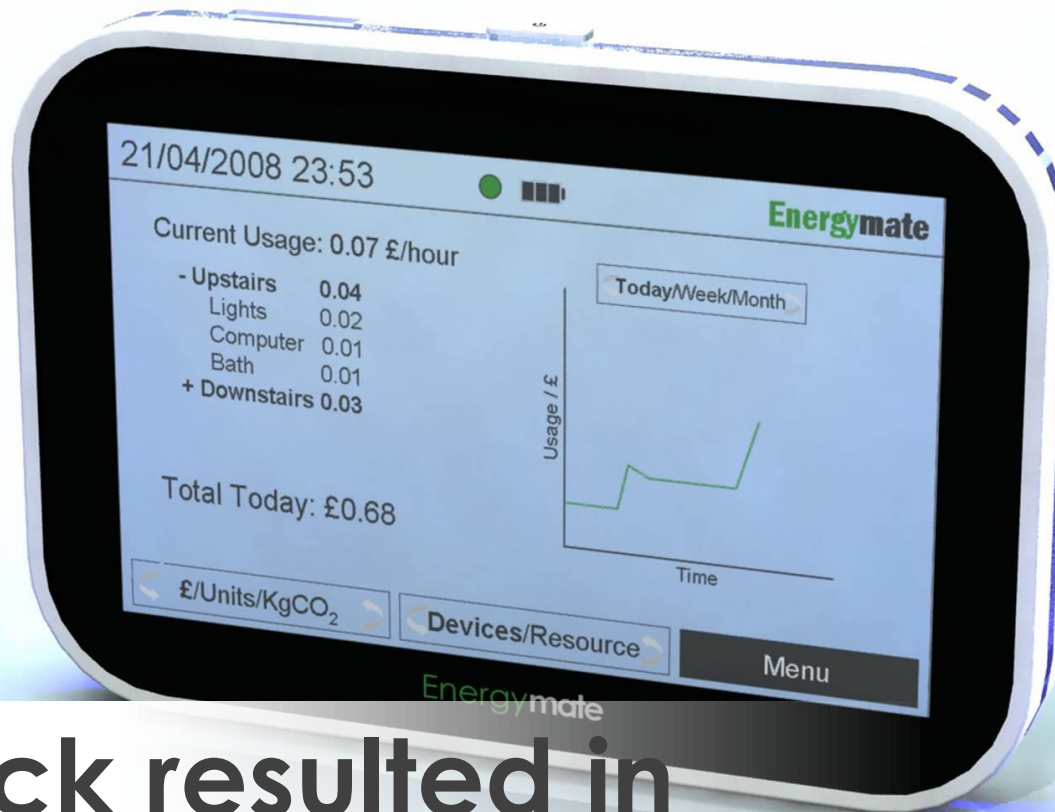 21/04/2008 23:53
Energymate
Current Usage: 0.07 £/hour
- Upstairs 0.04
Lights 0.02
Computer 0.01
Bath 0.01
+ Downstairs 0.03
Total Today: £0.68
Today/Week/Month
Usage / £
Time
£/Units/KgCO₂
Devices/Resource
Menu
Energymate
ck resulted in